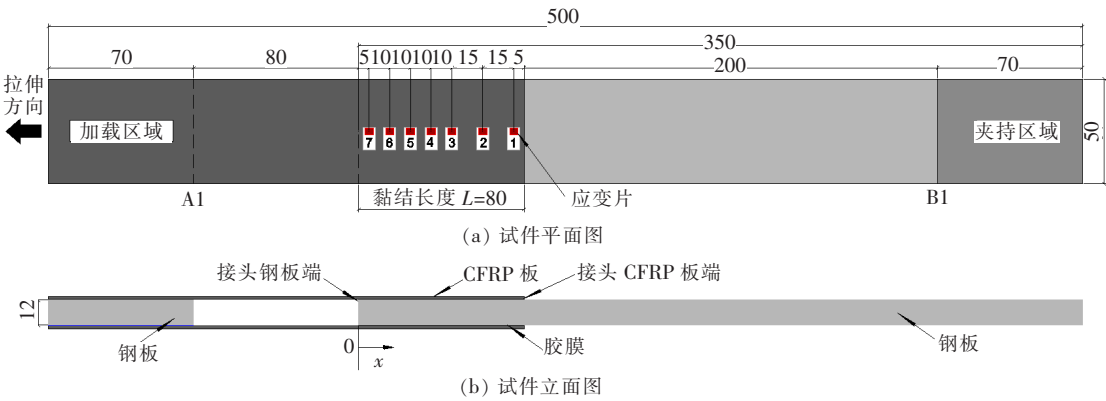 500
350
70 80 5 10 10 10 10 15 15 5 200 70
拉伸
方向
加载区域
7 6 5 4 3 2 1
夹持区域
50
A1
黏结长度 L=80
应变片
B1
(a) 试件平面图
接头钢板端
CFRP 板
接头 CFRP 板端
12
钢板
0
x
胶膜
钢板
(b) 试件立面图